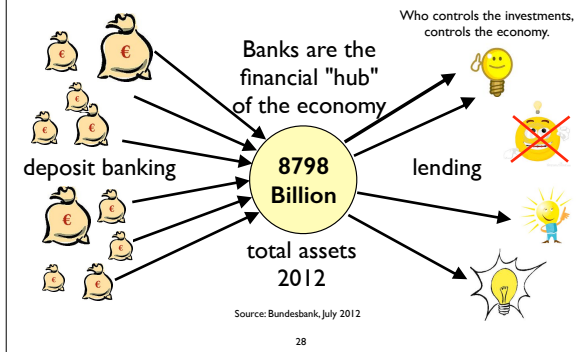 Who controls the investments,
controls the economy.
Banks are the
financial "hub"
of the economy
€
€
€
€
€
deposit banking
8798
Billion
lending
€
€
€
€
€
total assets
2012
Source: Bundesbank, July 2012
28